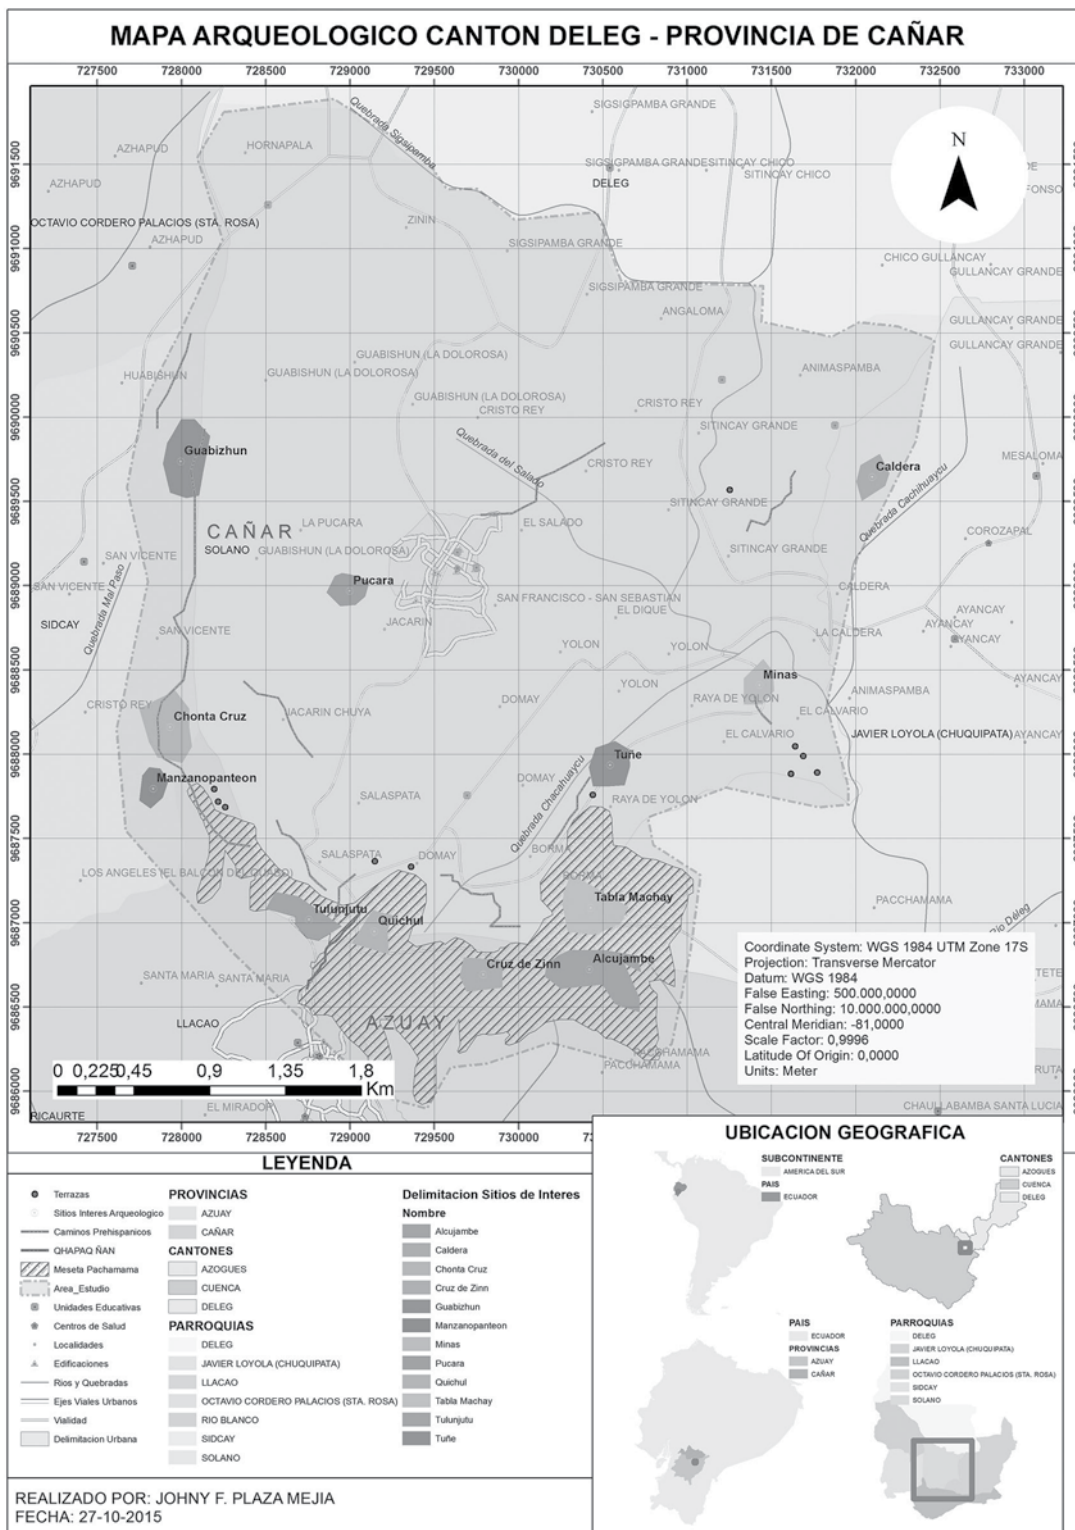 MAPA ARQUEOLOGICO CANTON DELEG - PROVINCIA DE CAÑAR
727500 728000 728500 729000 729500 730000 730500 731000 731500 732000 732500 733000
9691500
9691000
9690500
9690000
9689500
9689000
9688500
9688000
9687500
9687000
9686500
9686000
SIGSIGPAMBA GRANDE
Quebrada Sigsipamba
N
AZHAPUD
HORNAPALA
SIGSIGPAMBA GRANDE
SITINCAY CHICO
SITINCAY CHICO
AZHAPUD
DELEG
FONSO
OCTAVIO CORDERO PALACIOS (STA. ROSA)
ZININ
AZHAPUD
SIGSIPAMBA GRANDE
CHICO GULLANCAY
GULLANCAY GRANDE
SIGSIPAMBA GRANDE
ANGALOMA
GULLANCAY GRANDE
GULLANCAY GRANDE
GUABISHUN (LA DOLOROSA)
HUABISHUN
GUABISHUN (LA DOLOROSA)
ANIMASPAMBA
GUABISHUN (LA DOLOROSA)
CRISTO REY
CRISTO REY
SITINCAY GRANDE
Quebrada del Salado
Guabizhun
CRISTO REY
Caldera
MESALOMA
SITINCAY GRANDE
Quebrada Cachihuaycu
CAÑAR
LA PUCARA
EL SALADO
COROZAPAL
SOLANO
GUABISHUN (LA DOLOROSA)
SITINCAY GRANDE
SAN VICENTE
Pucara
SAN VICENTE
Quebrada Mal Paso
CALDERA
SAN FRANCISCO - SAN SEBASTIAN
EL DIQUE
AYANCAY
SIDCAY
JACARIN
AYANCAY
SAN VICENTE
LA CALDERA
AYANCAY
YOLON
YOLON
Minas
AYANCAY
YOLON
DOMAY
RAYA DE YOLON
ANIMASPAMBA
CRISTO REY
Chonta Cruz
JACARIN CHUYA
EL CALVARIO
EL CALVARIO
JAVIER LOYOLA (CHUQUIPATA)
AYANCAY
Tuñe
Manzanopanteon
DOMAY
SALASPATA
RAYA DE YOLON
Quebrada Chacahuaycu
SALASPATA
DOMAY
BORMA
LOS ANGELES (EL BALCON DEL QUASO)
BORMA
Tabla Machay
PACCHAMAMA
Tulunjutu
Quichul
Rio Déleg
Cruz de Zinn
Alcujambe
SANTA MARIA
SANTA MARIA
LLACAO
AZUAY
PACCHAMAMA
PACCHAMAMA
TETE
MAMA
RUTA
EL MIRADOR
RICAURTE
CHAULLABAMBA SANTA LUCIA
Coordinate System: WGS 1984 UTM Zone 17S
Projection: Transverse Mercator
Datum: WGS 1984
False Easting: 500.000,0000
False Northing: 10.000.000,0000
Central Meridian: -81,0000
Scale Factor: 0,9996
Latitude Of Origin: 0,0000
Units: Meter
0 0,225 0,45 0,9 1,35 1,8
Km
727500 728000 728500 729000 729500 730000
LEYENDA
Terrazas
Sitios Interes Arqueologico
Caminos Prehispanicos
QHAPAQ ÑAN
Meseta Pachamama
Area_Estudio
Unidades Educativas
Centros de Salud
Localidades
Edificaciones
Rios y Quebradas
Ejes Viales Urbanos
Vialidad
Delimitacion Urbana
PROVINCIAS
AZUAY
CAÑAR
CANTONES
AZOGUES
CUENCA
DELEG
PARROQUIAS
DELEG
JAVIER LOYOLA (CHUQUIPATA)
LLACAO
OCTAVIO CORDERO PALACIOS (STA. ROSA)
RIO BLANCO
SIDCAY
SOLANO
Delimitacion Sitios de Interes
Nombre
Alcujambe
Caldera
Chonta Cruz
Cruz de Zinn
Guabizhun
Manzanopanteon
Minas
Pucara
Quichul
Tabla Machay
Tulunjutu
Tuñe
UBICACION GEOGRAFICA
SUBCONTINENTE
AMERICA DEL SUR
PAIS
ECUADOR
CANTONES
AZOGUES
CUENCA
DELEG
PAIS
ECUADOR
PROVINCIAS
AZUAY
CAÑAR
PARROQUIAS
DELEG
JAVIER LOYOLA (CHUQUIPATA)
LLACAO
OCTAVIO CORDERO PALACIOS (STA. ROSA)
SIDCAY
SOLANO
REALIZADO POR: JOHNY F. PLAZA MEJIA
FECHA: 27-10-2015